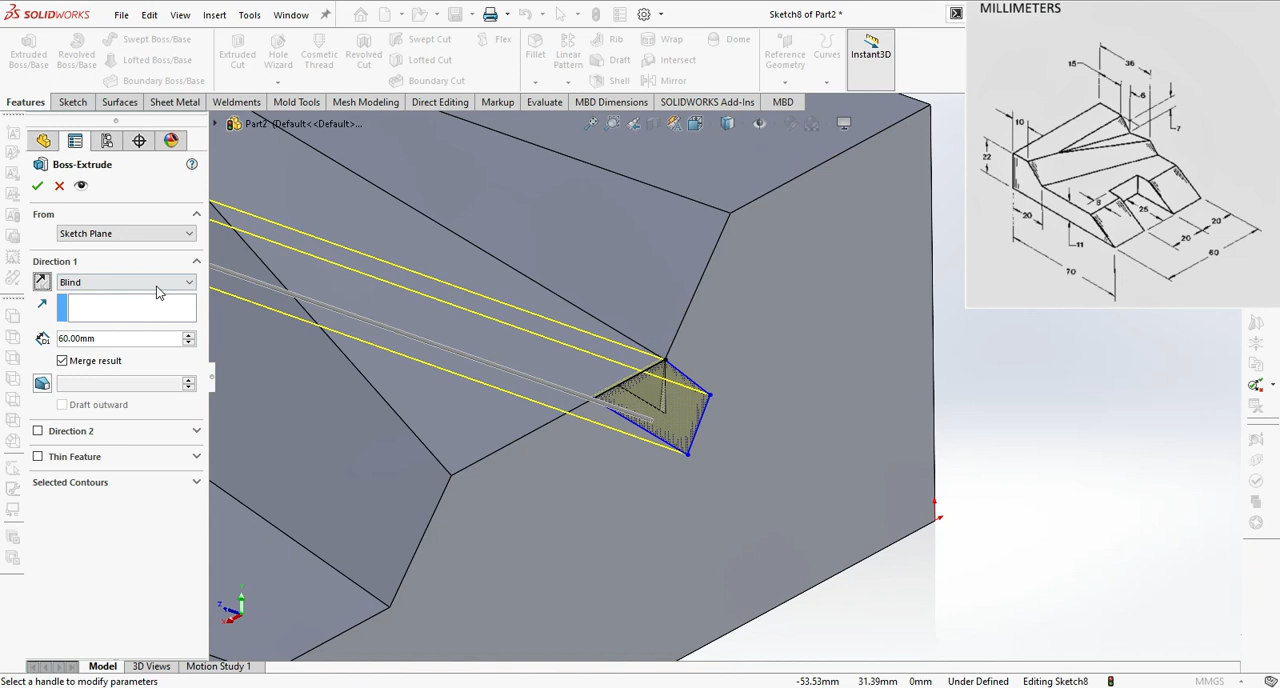 SOLIDWORKS File Edit View Insert Tools Window Sketch8 of Part2 *
MILLIMETERS
Extruded Boss/Base
Revolved Boss/Base
Swept Boss/Base
Lofted Boss/Base
Boundary Boss/Base
Extruded Cut
Hole Wizard
Cosmetic Thread
Revolved Cut
Swept Cut
Lofted Cut
Boundary Cut
Flex
Fillet
Linear Pattern
Rib
Draft
Shell
Wrap
Intersect
Mirror
Dome
Reference Geometry
Curves
Instant3D
Features Sketch Surfaces Sheet Metal Weldments Mold Tools Mesh Modeling Direct Editing Markup Evaluate MBD Dimensions SOLIDWORKS Add-Ins MBD
Part2 (Default<<Default>...
Boss-Extrude
From
Sketch Plane
Direction 1
Blind
60.00mm
Merge result
Draft outward
Direction 2
Thin Feature
Selected Contours
36
15
6
7
10
22
8
25
20
20
20
11
60
70
Y
Z
X
Model 3D Views Motion Study 1
Select a handle to modify parameters -53.53mm 31.39mm 0mm Under Defined Editing Sketch8 MMGS